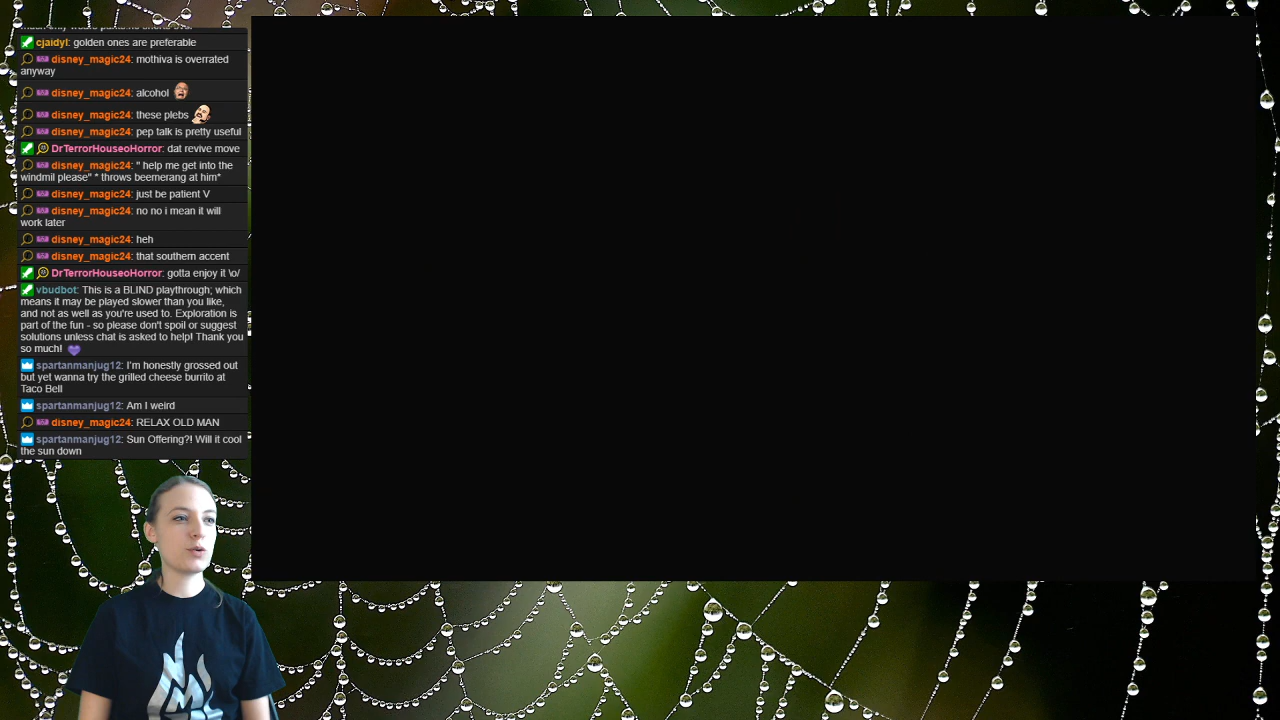 cjaidyl: golden ones are preferable
disney_magic24: mothiva is overrated
anyway
disney_magic24: alcohol
disney_magic24: these plebs
disney_magic24: pep talk is pretty useful
DrTerrorHouseoHorror: dat revive move
disney_magic24: " help me get into the
windmil please" * throws beemerang at him*
disney_magic24: just be patient V
disney_magic24: no no i mean it will
work later
disney_magic24: heh
disney_magic24: that southern accent
DrTerrorHouseoHorror: gotta enjoy it \o/
vbudbot: This is a BLIND playthrough; which
means it may be played slower than you like,
and not as well as you're used to. Exploration is
part of the fun - so please don't spoil or suggest
solutions unless chat is asked to help! Thank you
so much!
spartanmanjug12: I'm honestly grossed out
but yet wanna try the grilled cheese burrito at
Taco Bell
spartanmanjug12: Am I weird
disney_magic24: RELAX OLD MAN
spartanmanjug12: Sun Offering?! Will it cool
the sun down